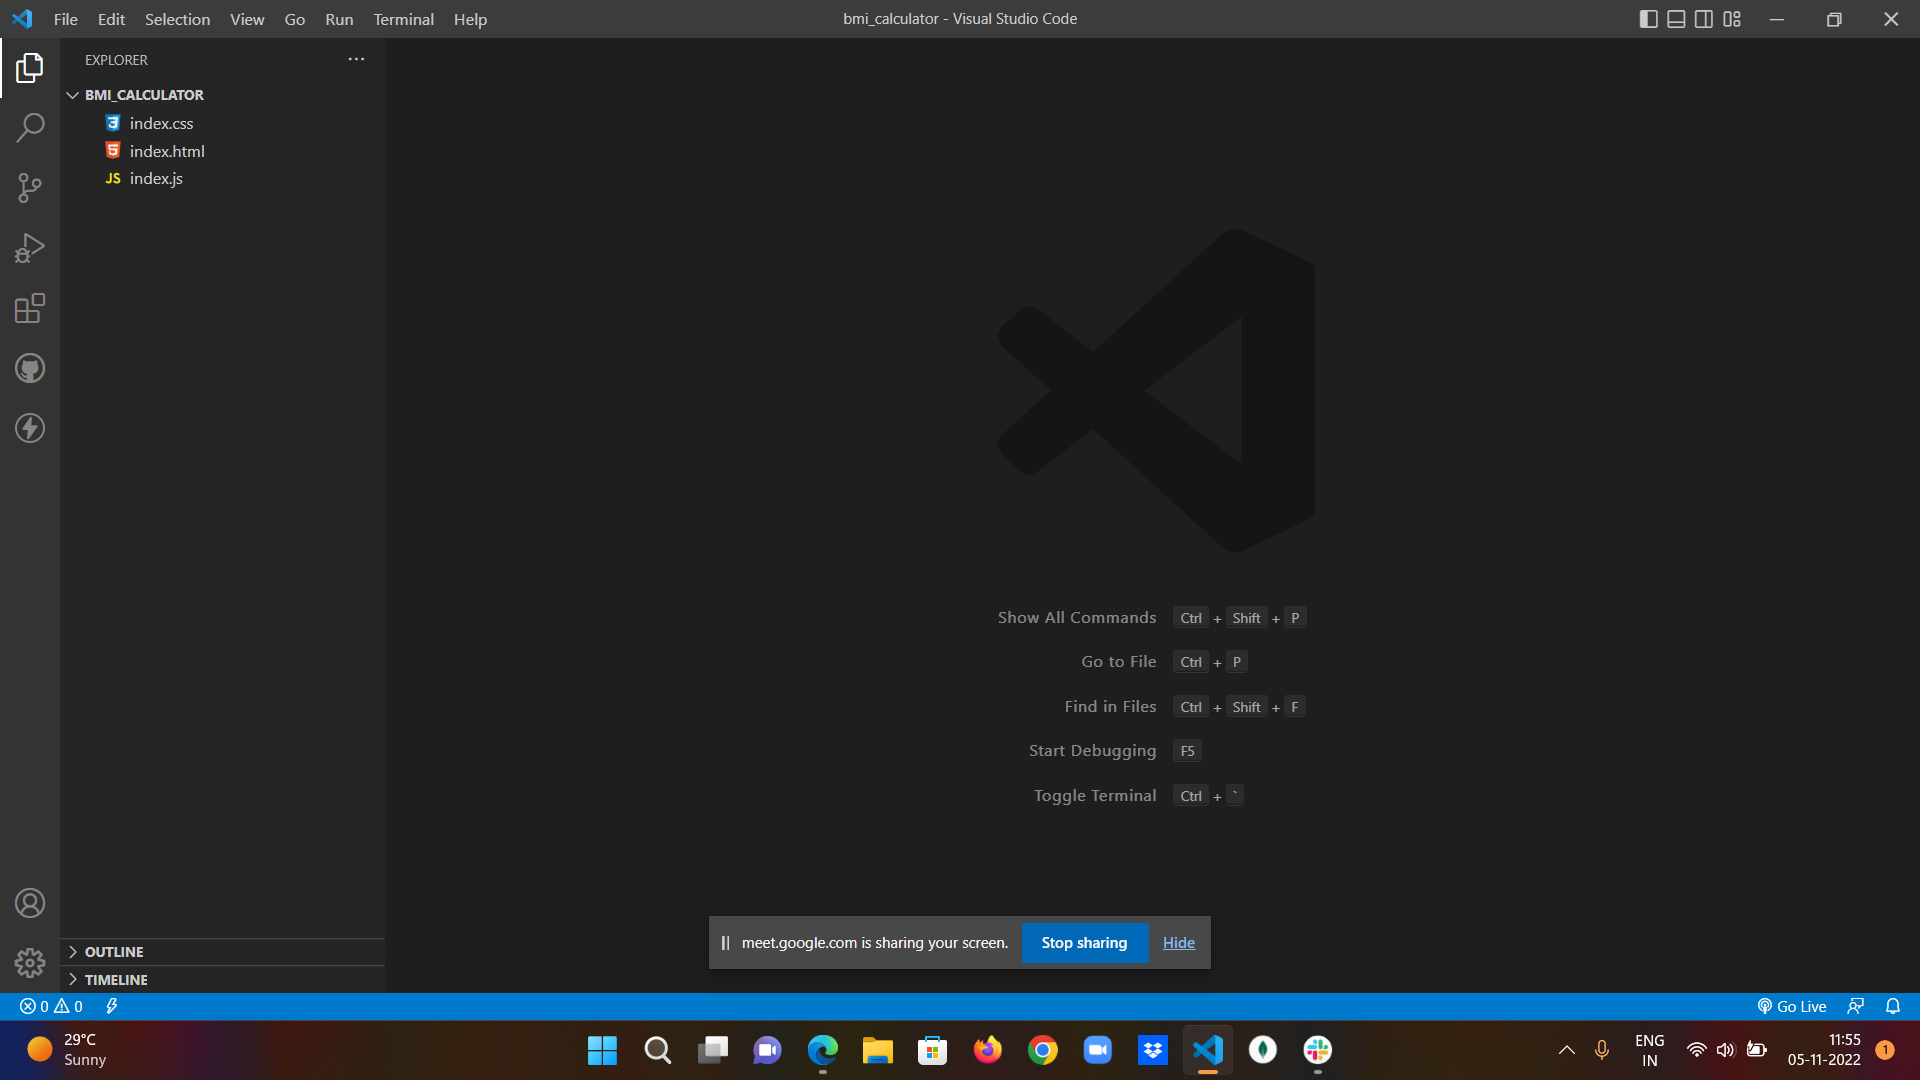 File Edit Selection View Go Run Terminal Help
bmi_calculator - Visual Studio Code
EXPLORER
BMI_CALCULATOR
index.css
index.html
JS index.js
Show All Commands Ctrl + Shift + P
Go to File Ctrl + P
Find in Files Ctrl + Shift + F
Start Debugging F5
Toggle Terminal Ctrl + `
meet.google.com is sharing your screen. Stop sharing Hide
OUTLINE
TIMELINE
0 0
Go Live
29°C
Sunny
ENG
IN
11:55
05-11-2022
1